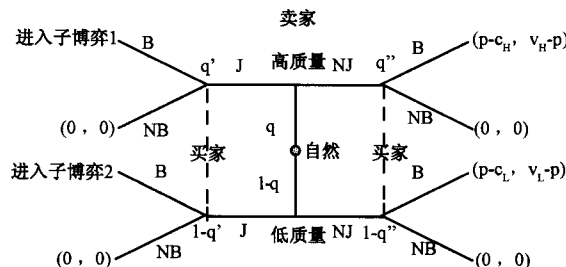 卖家
进入子博弈1 B q' J 高质量 NJ q'' B (p-c_H, v_H-p)
(0, 0) NB q NB (0, 0)
买家 自然 买家
进入子博弈2 B 1-q B (p-c_L, v_L-p)
(0, 0) NB 1-q' J 低质量 NJ 1-q'' NB (0, 0)